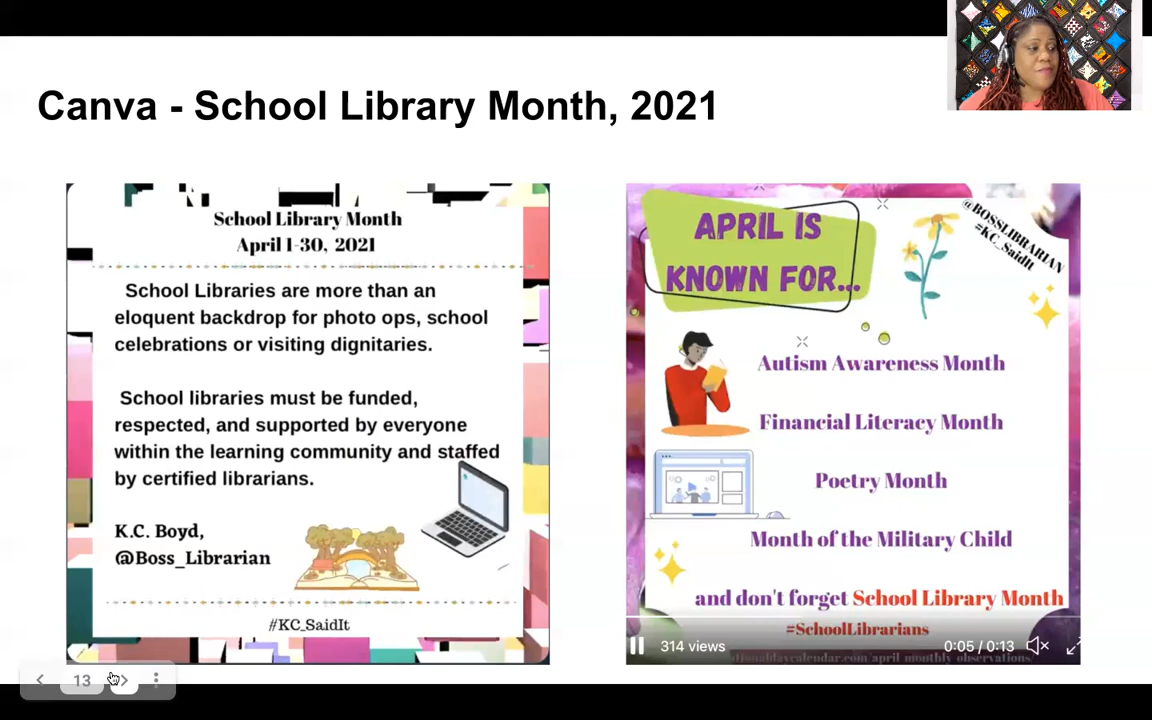 Canva - School Library Month, 2021
School Library Month
April 1-30, 2021
School Libraries are more than an
eloquent backdrop for photo ops, school
celebrations or visiting dignitaries.
School libraries must be funded,
respected, and supported by everyone
within the learning community and staffed
by certified librarians.
K.C. Boyd,
@Boss_Librarian
#KC_SaidIt
APRIL IS
KNOWN FOR...
@BOSSLIBRARIAN
#KC_SaidIt
Autism Awareness Month
Financial Literacy Month
Poetry Month
Month of the Military Child
and don't forget School Library Month
#SchoolLibrarians
314 views
0:05 / 0:13
13